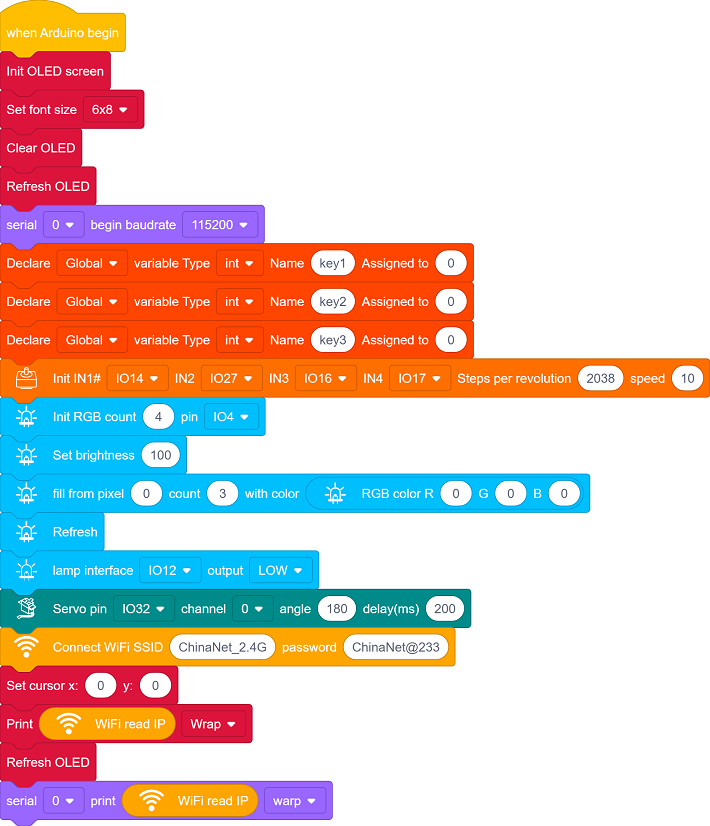 when Arduino begin
Init OLED screen
Set font size 6x8
Clear OLED
Refresh OLED
serial 0 begin baudrate 115200
Declare Global variable Type int Name key1 Assigned to 0
Declare Global variable Type int Name key2 Assigned to 0
Declare Global variable Type int Name key3 Assigned to 0
Init IN1# IO14 IN2 IO27 IN3 IO16 IN4 IO17 Steps per revolution 2038 speed 10
Init RGB count 4 pin IO4
Set brightness 100
fill from pixel 0 count 3 with color RGB color R 0 G 0 B 0
Refresh
lamp interface IO12 output LOW
Servo pin IO32 channel 0 angle 180 delay(ms) 200
Connect WiFi SSID ChinaNet_2.4G password ChinaNet@233
Set cursor x: 0 y: 0
Print WiFi read IP Wrap
Refresh OLED
serial 0 print WiFi read IP warp